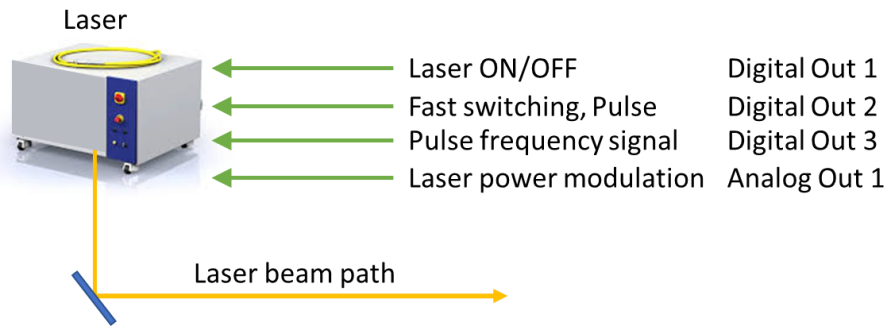 Laser
Laser ON/OFF Digital Out 1
Fast switching, Pulse Digital Out 2
Pulse frequency signal Digital Out 3
Laser power modulation Analog Out 1
Laser beam path